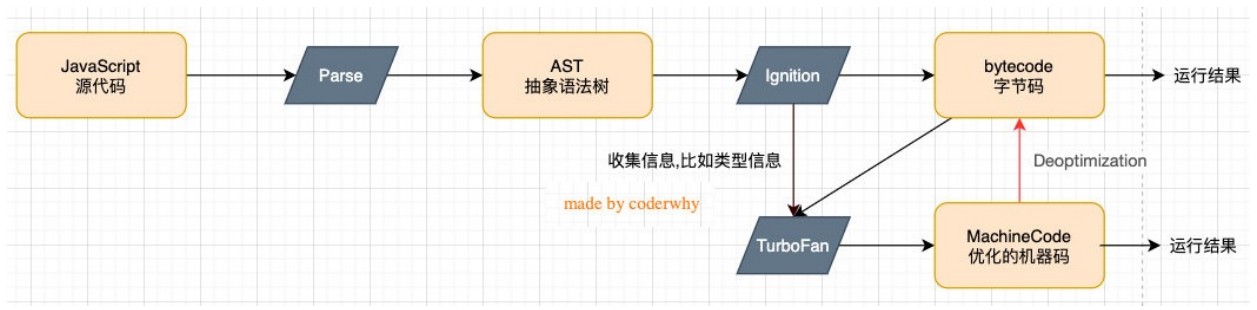 JavaScript
源代码
Parse
AST
抽象语法树
Ignition
bytecode
字节码
运行结果
收集信息,比如类型信息
Deoptimization
made by coderwhy
TurboFan
MachineCode
优化的机器码
运行结果